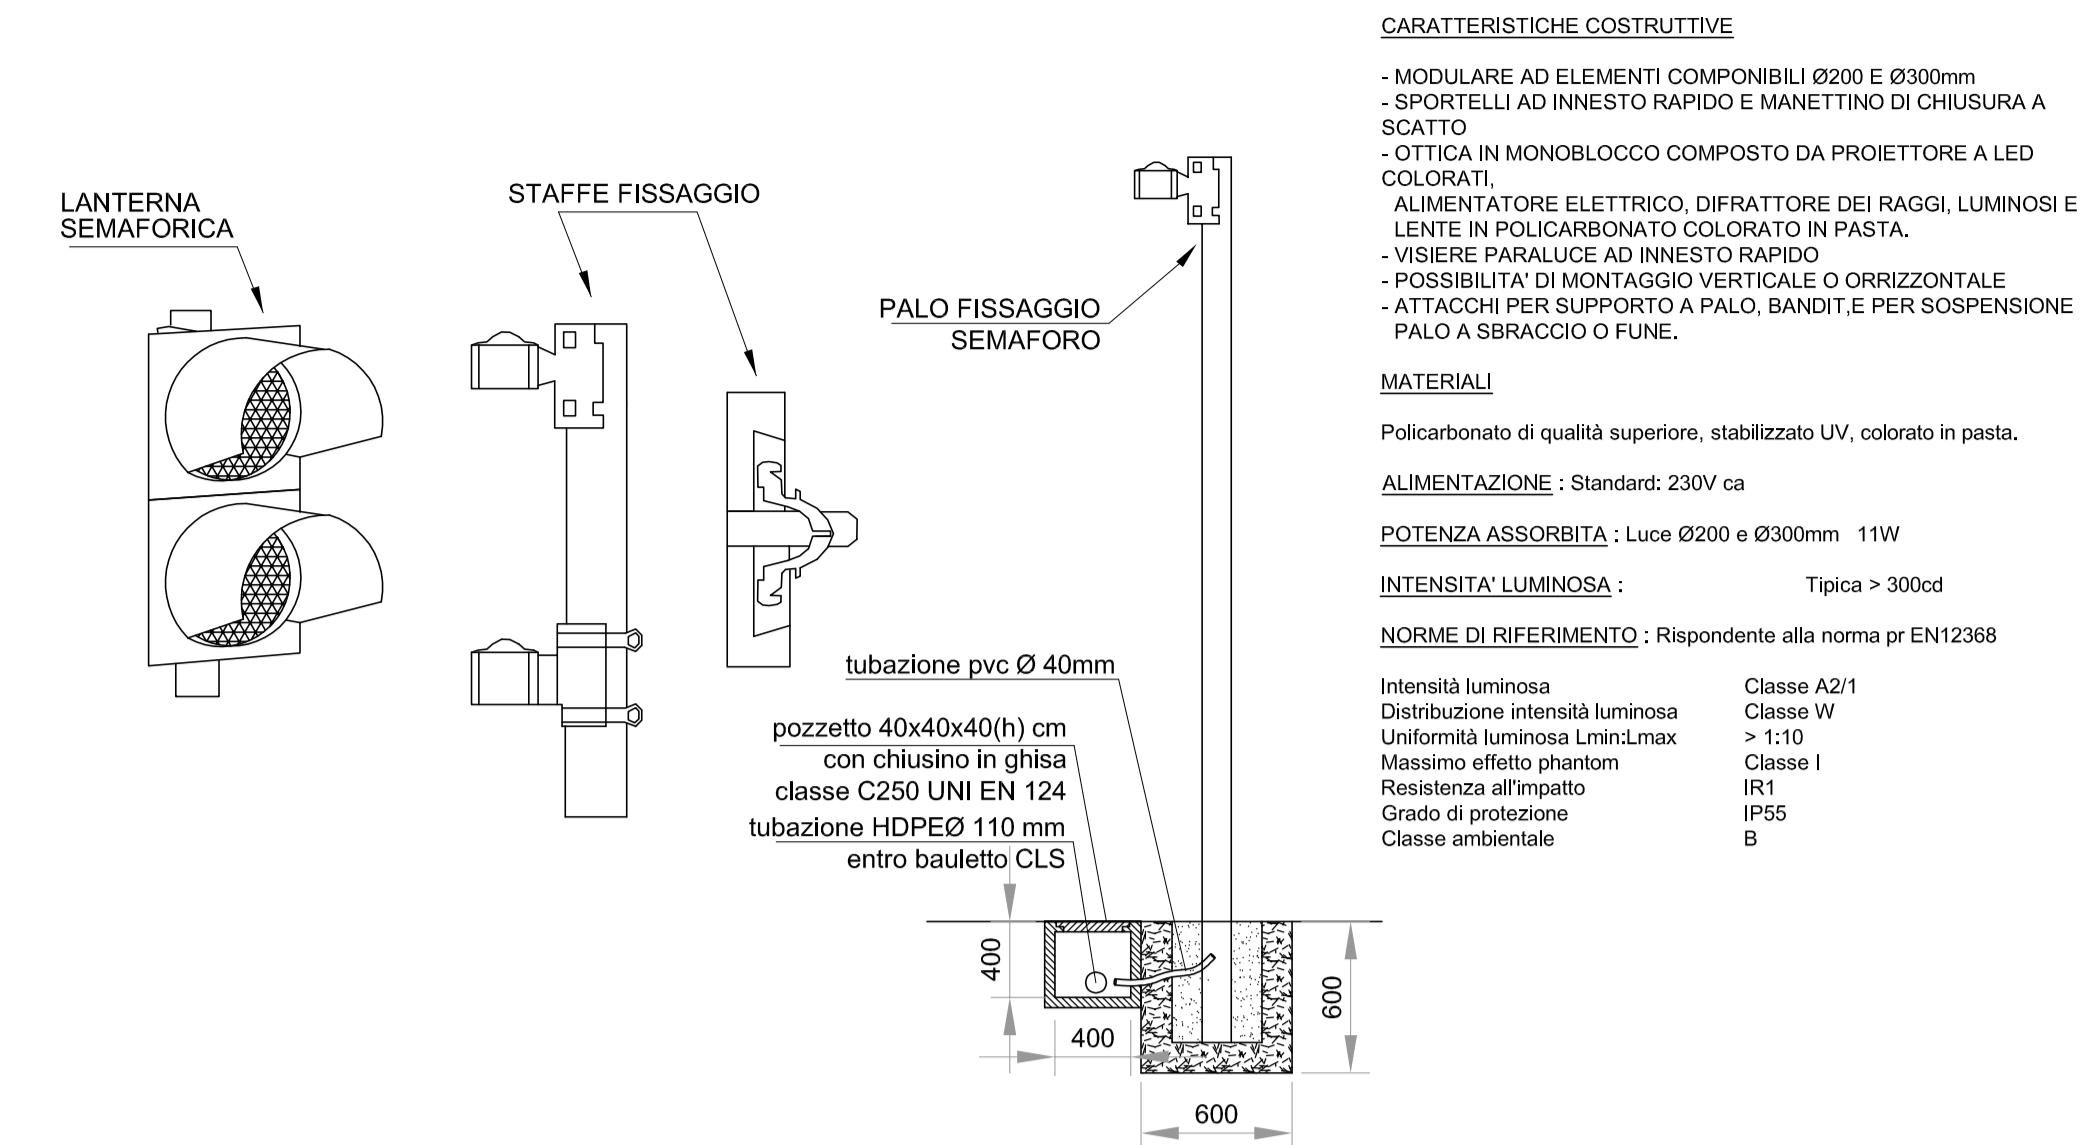 LANTERNA
SEMAFORICA
STAFFE FISSAGGIO
PALO FISSAGGIO
SEMAFORO
tubazione pvc Ø 40mm
pozzetto 40x40x40(h) cm
con chiusino in ghisa
classe C250 UNI EN 124
tubazione HDPEØ 110 mm
entro bauletto CLS
400
400
600
600
CARATTERISTICHE COSTRUTTIVE
- MODULARE AD ELEMENTI COMPONIBILI Ø200 E Ø300mm
- SPORTELLI AD INNESTO RAPIDO E MANETTINO DI CHIUSURA A
SCATTO
- OTTICA IN MONOBLOCCO COMPOSTO DA PROIETTORE A LED
COLORATI,
ALIMENTATORE ELETTRICO, DIFRATTORE DEI RAGGI, LUMINOSI E
LENTE IN POLICARBONATO COLORATO IN PASTA.
- VISIERE PARALUCE AD INNESTO RAPIDO
- POSSIBILITA' DI MONTAGGIO VERTICALE O ORRIZZONTALE
- ATTACCHI PER SUPPORTO A PALO, BANDIT,E PER SOSPENSIONE
PALO A SBRACCIO O FUNE.
MATERIALI
Policarbonato di qualità superiore, stabilizzato UV, colorato in pasta.
ALIMENTAZIONE : Standard: 230V ca
POTENZA ASSORBITA : Luce Ø200 e Ø300mm 11W
INTENSITA' LUMINOSA : Tipica > 300cd
NORME DI RIFERIMENTO : Rispondente alla norma pr EN12368
Intensità luminosa Classe A2/1
Distribuzione intensità luminosa Classe W
Uniformità luminosa Lmin:Lmax > 1:10
Massimo effetto phantom Classe I
Resistenza all'impatto IR1
Grado di protezione IP55
Classe ambientale B